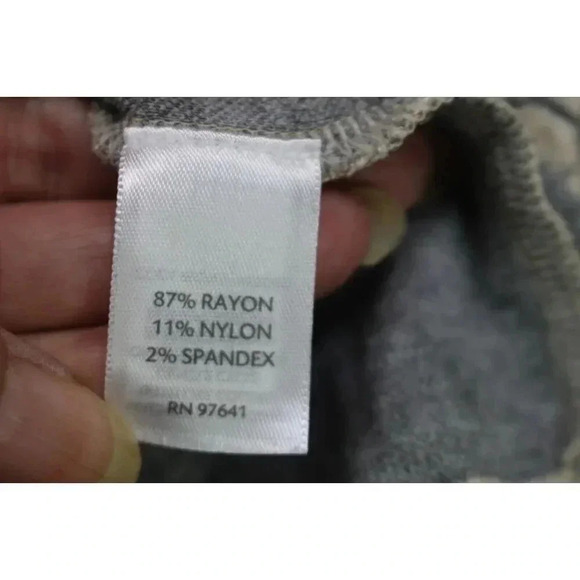 87% RAYON
11% NYLON
2% SPANDEX
RN 97641